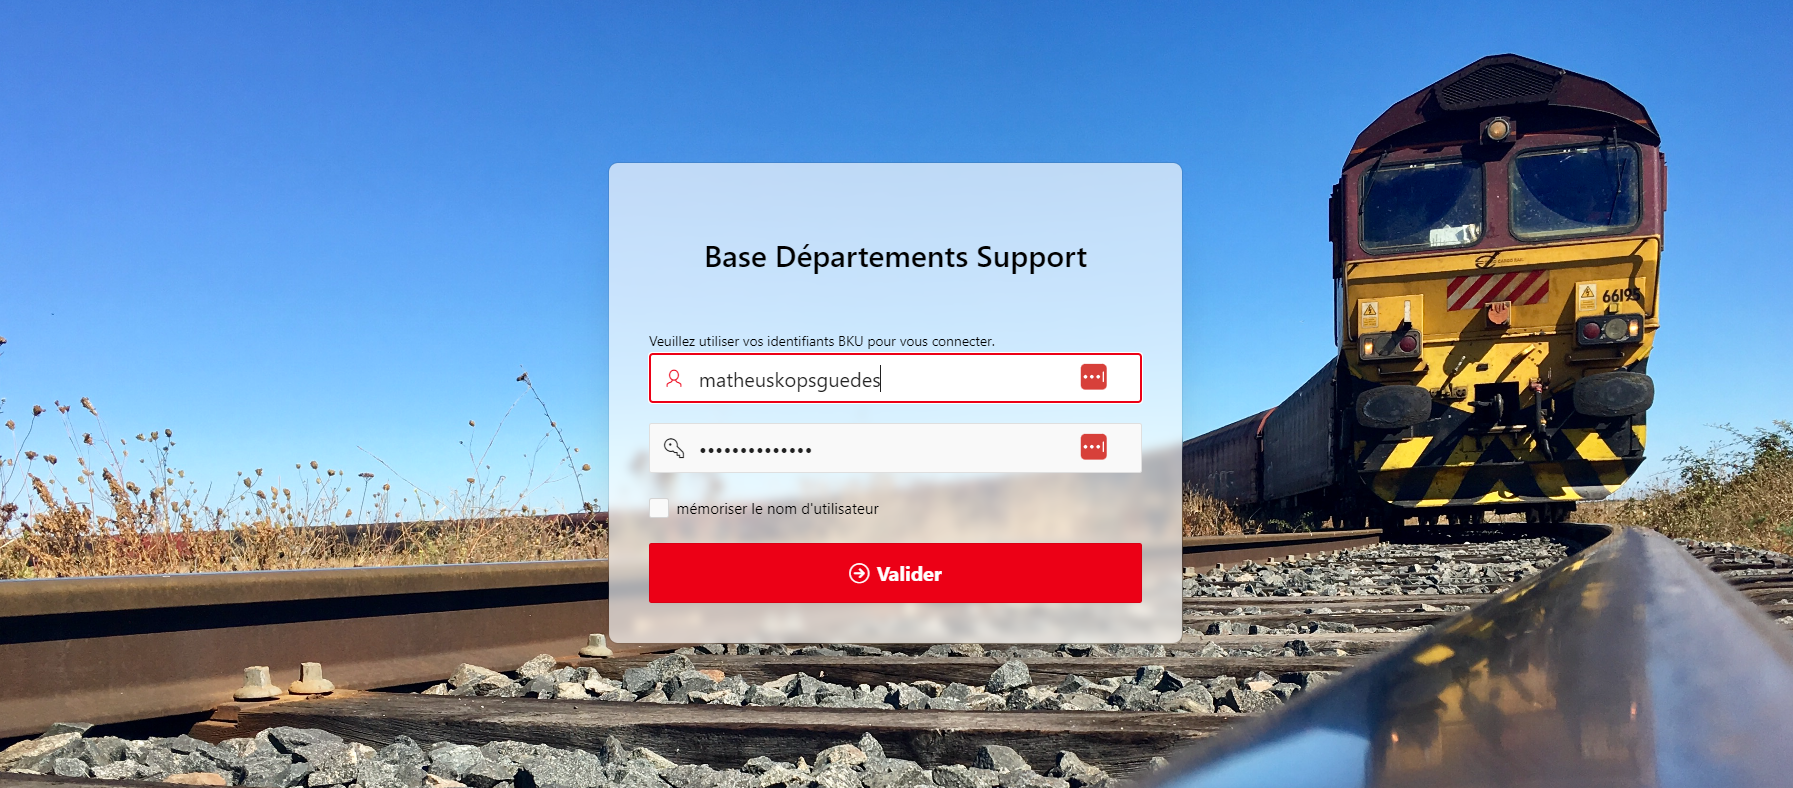 Base Départements Support
Veuillez utiliser vos identifiants BKU pour vous connecter.
matheuskopsguedes
••••••••••••••
mémoriser le nom d'utilisateur
Valider
66195